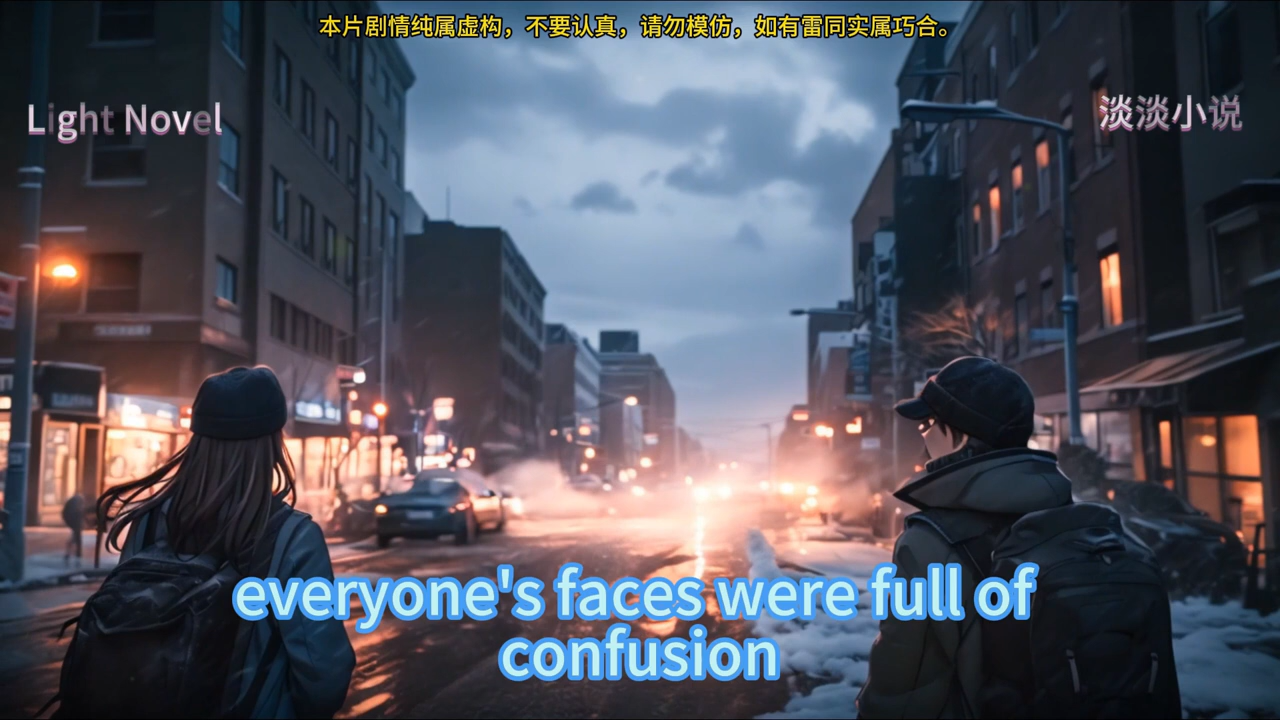 本片剧情纯属虚构，不要认真，请勿模仿，如有雷同实属巧合。
Light Novel
淡淡小说
everyone's faces were full of
confusion